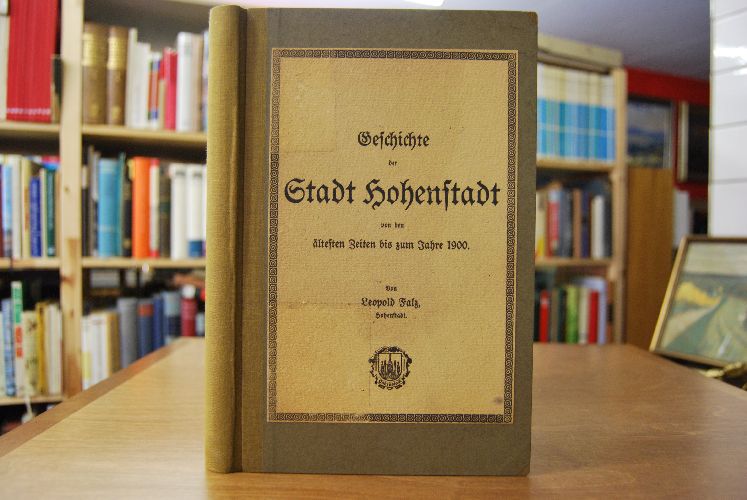 Geschichte
der
Stadt Hohenstadt
von den
ältesten Zeiten bis zum Jahre 1900.
Von
Leopold Falz,
Hohenstadt.